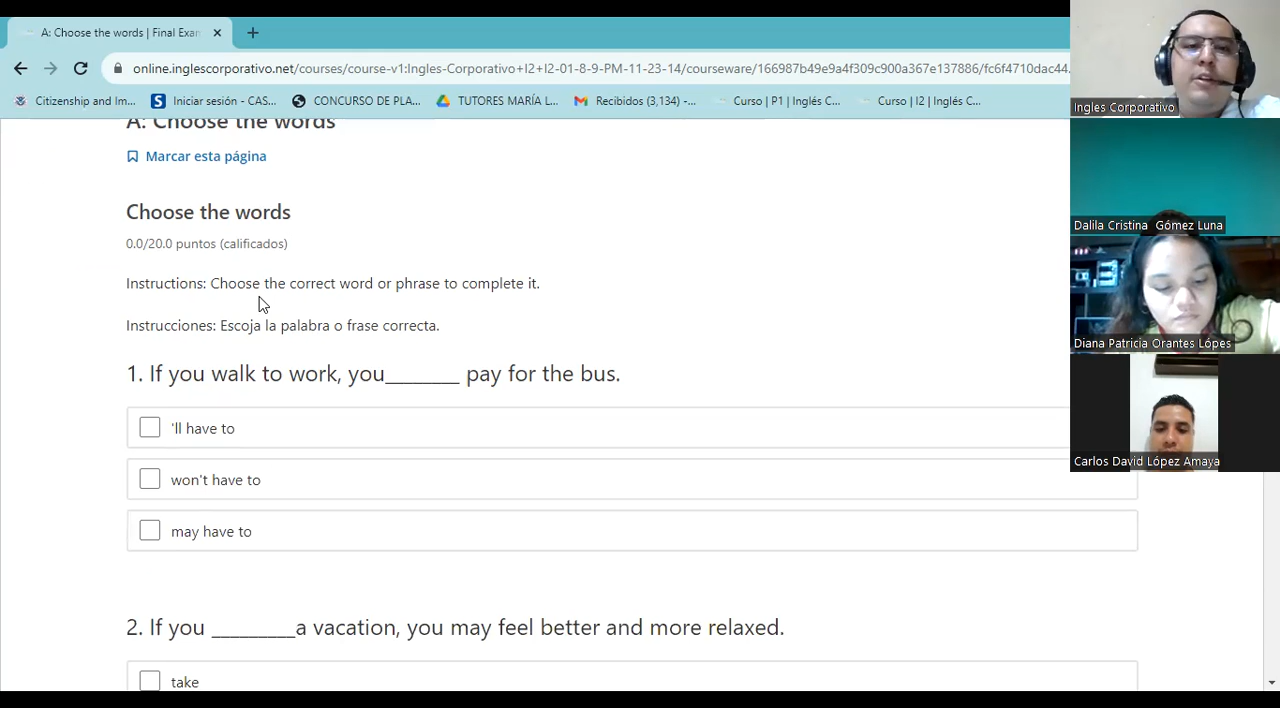 A: Choose the words | Final Exan
online.inglescorporativo.net/courses/course-v1:Ingles-Corporativo+I2+I2-01-8-9-PM-11-23-14/courseware/166987b49e9a4f309c900a367e137886/fc6f4710dac44.
Citizenship and Im... Iniciar sesión - CAS... CONCURSO DE PLA... TUTORES MARÍA L... Recibidos (3,134) -... Curso | P1 | Inglés C... Curso | I2 | Inglés C...
A: Choose the words
Marcar esta página
Choose the words
0.0/20.0 puntos (calificados)
Instructions: Choose the correct word or phrase to complete it.
Instrucciones: Escoja la palabra o frase correcta.
1. If you walk to work, you________ pay for the bus.
'll have to
won't have to
may have to
2. If you _________a vacation, you may feel better and more relaxed.
take
Ingles Corporativo
Dalila Cristina Gómez Luna
Diana Patricia Orantes Lópes
Carlos David López Amaya